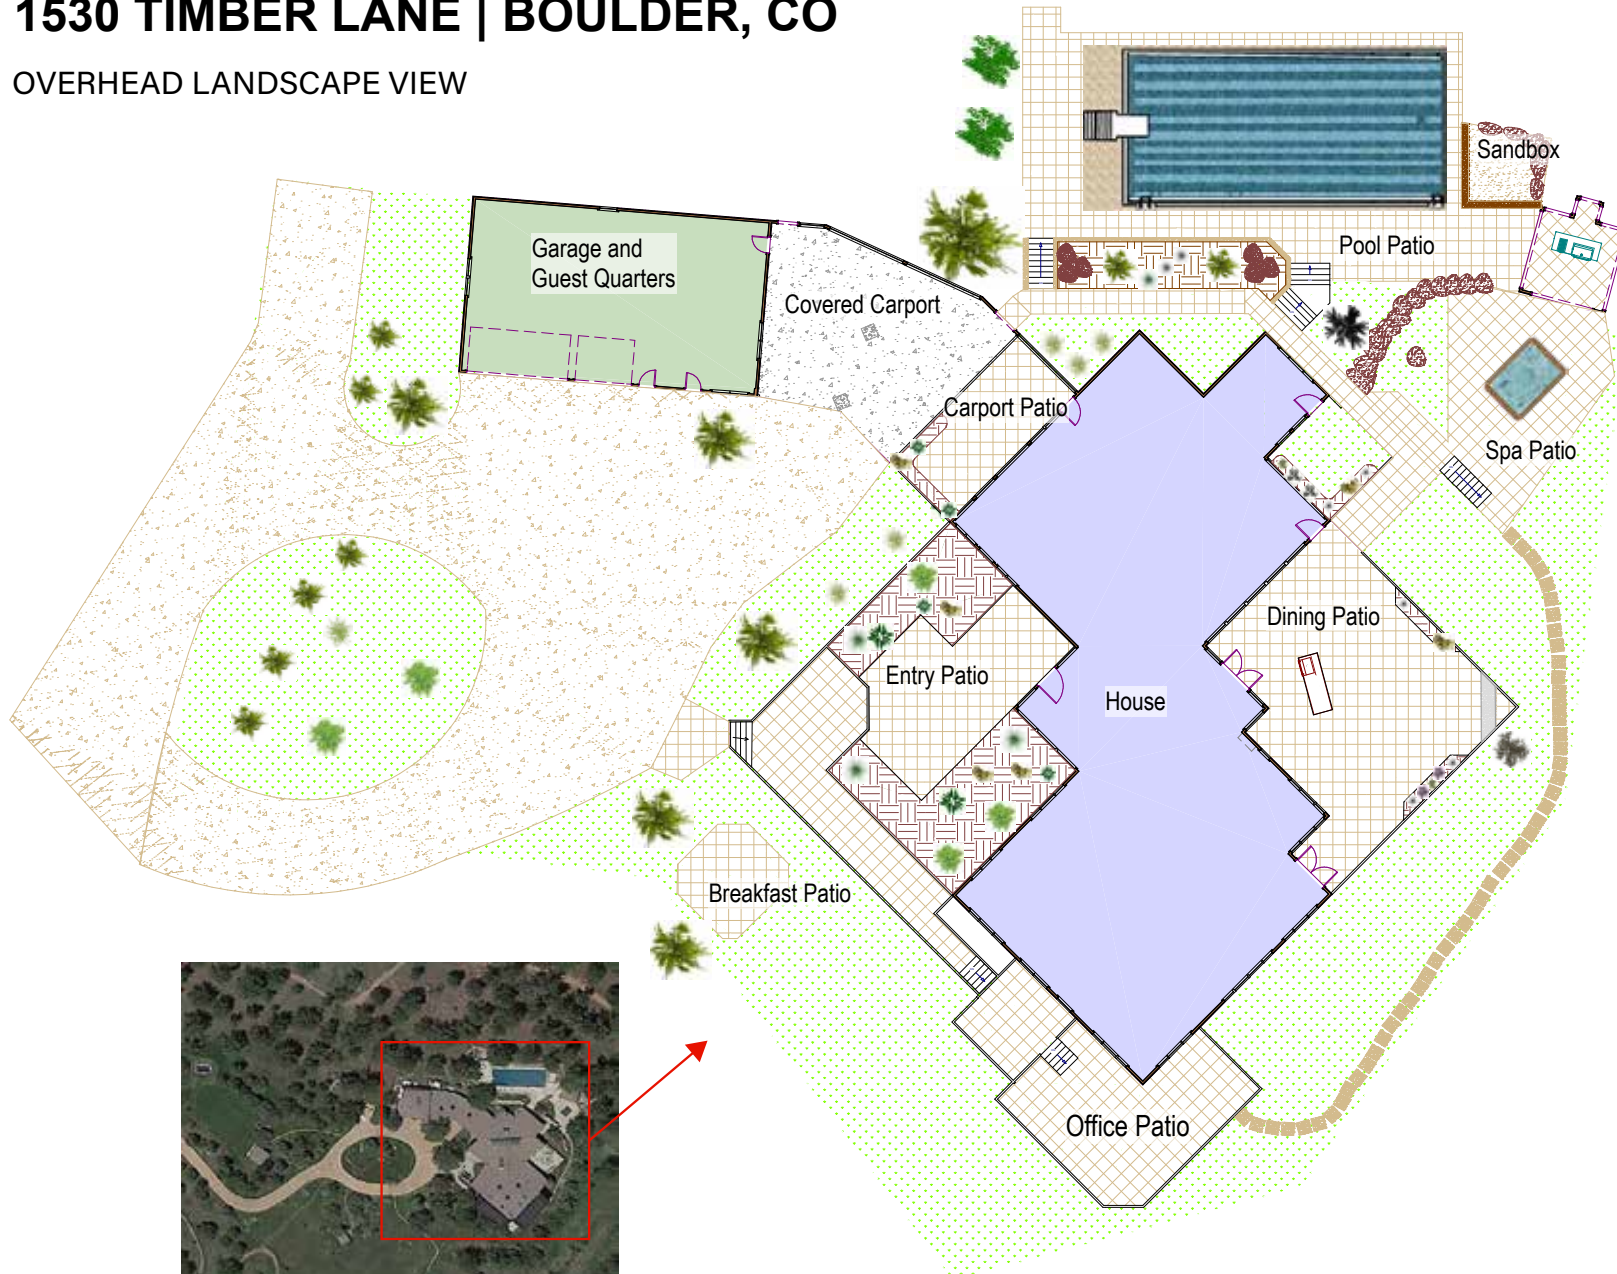 1530 TIMBER LANE | BOULDER, CO
OVERHEAD LANDSCAPE VIEW
Sandbox
Garage and
Guest Quarters
Pool Patio
Covered Carport
Carport Patio
Spa Patio
Dining Patio
Entry Patio
House
Breakfast Patio
Office Patio